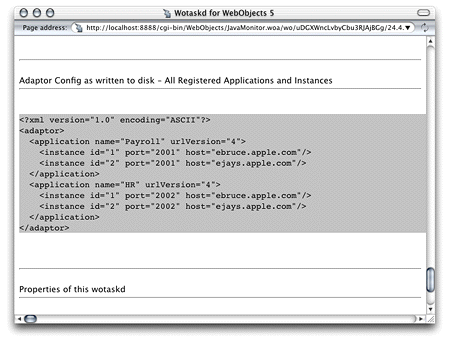 Wotaskd for WebObjects 5
Page address: http://localhost:8888/cgi-bin/WebObjects/JavaMonitor.woa/wo/uDGXWncLvbyCbu3RJAjBGg/24.4.
Adaptor Config as written to disk - All Registered Applications and Instances
<?xml version="1.0" encoding="ASCII"?>
<adaptor>
  <application name="Payroll" urlVersion="4">
    <instance id="1" port="2001" host="ebruce.apple.com"/>
    <instance id="2" port="2001" host="ejays.apple.com"/>
  </application>
  <application name="HR" urlVersion="4">
    <instance id="1" port="2002" host="ebruce.apple.com"/>
    <instance id="2" port="2002" host="ejays.apple.com"/>
  </application>
</adaptor>
Properties of this wotaskd